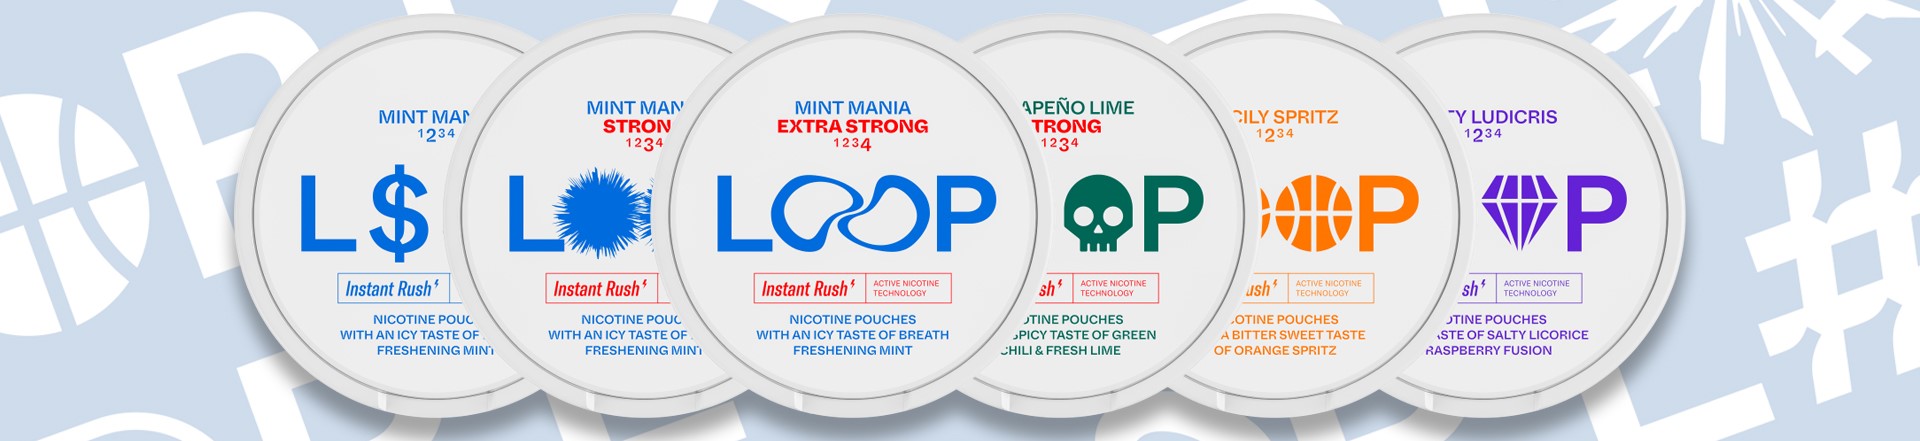 MINT MAN
1234
L$
Instant Rush
NICOTINE POUC
WITH AN ICY TASTE OF
FRESHENING MINT
MINT MAN
STRON
1234
L
Instant Rush
NICOTINE POUC
WITH AN ICY TASTE OF
FRESHENING MINT
MINT MANIA
EXTRA STRONG
1234
LOOP
Instant Rush
ACTIVE NICOTINE
TECHNOLOGY
NICOTINE POUCHES
WITH AN ICY TASTE OF BREATH
FRESHENING MINT
APEÑO LIME
TRONG
1234
P
sh
ACTIVE NICOTINE
TECHNOLOGY
OTINE POUCHES
SPICY TASTE OF GREEN
CHILI & FRESH LIME
CILY SPRITZ
1234
P
ush
ACTIVE NICOTINE
TECHNOLOGY
OTINE POUCHES
A BITTER SWEET TASTE
OF ORANGE SPRITZ
TY LUDICRIS
1234
P
sh
ACTIVE NICOTINE
TECHNOLOGY
OTINE POUCHES
ASTE OF SALTY LICORICE
RASPBERRY FUSION